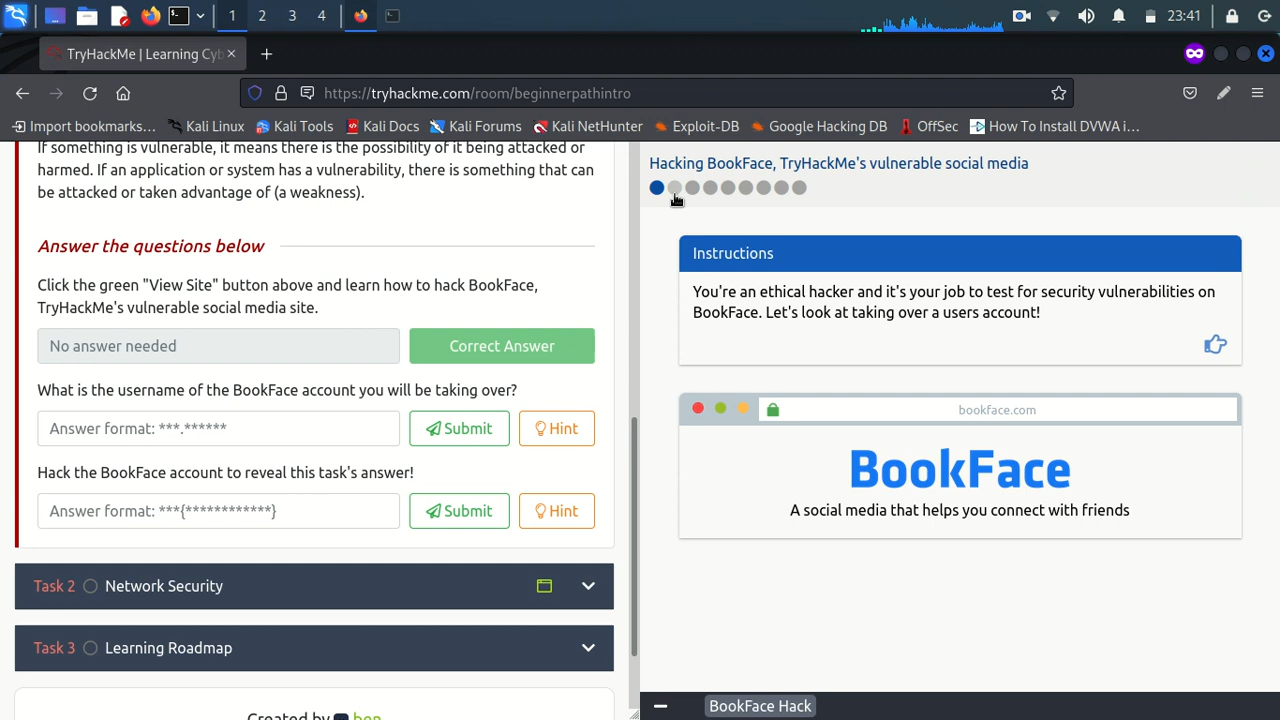 1 2 3 4 23:41
TryHackMe | Learning Cyb
https://tryhackme.com/room/beginnerpathintro
Import bookmarks… Kali Linux Kali Tools Kali Docs Kali Forums Kali NetHunter Exploit-DB Google Hacking DB OffSec How To Install DVWA i…
If something is vulnerable, it means there is the possibility of it being attacked or
harmed. If an application or system has a vulnerability, there is something that can
be attacked or taken advantage of (a weakness).
Answer the questions below
Click the green "View Site" button above and learn how to hack BookFace,
TryHackMe's vulnerable social media site.
No answer needed Correct Answer
What is the username of the BookFace account you will be taking over?
Answer format: ***.****** Submit Hint
Hack the BookFace account to reveal this task's answer!
Answer format: ***{************} Submit Hint
Task 2 Network Security
Task 3 Learning Roadmap
Created by ben
Hacking BookFace, TryHackMe's vulnerable social media
Instructions
You're an ethical hacker and it's your job to test for security vulnerabilities on
BookFace. Let's look at taking over a users account!
bookface.com
BookFace
A social media that helps you connect with friends
BookFace Hack